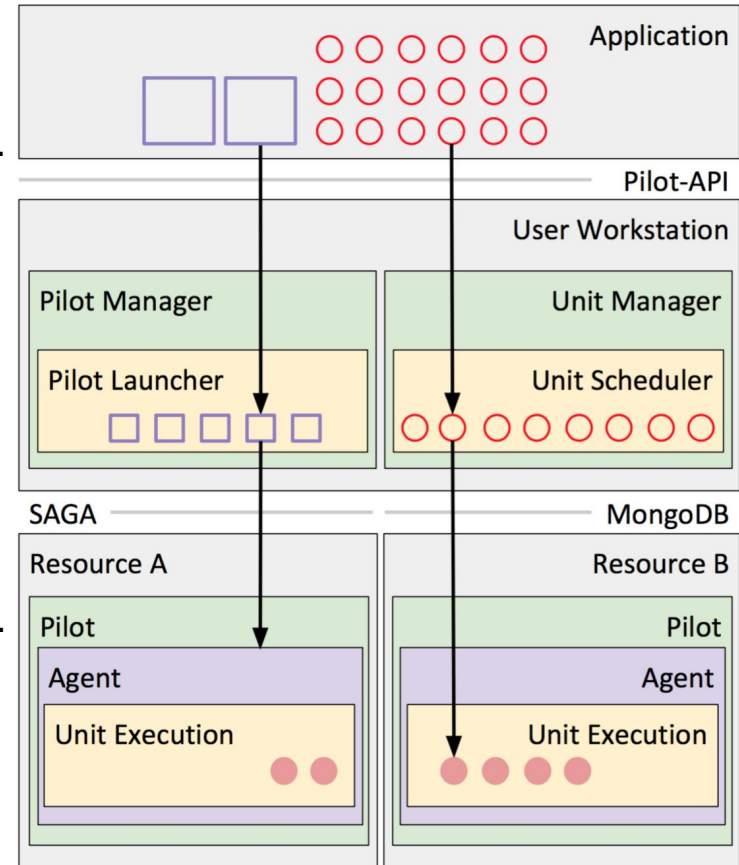 Application
Pilot-API
User Workstation
Pilot Manager
Unit Manager
Pilot Launcher
Unit Scheduler
SAGA
MongoDB
Resource A
Resource B
Pilot
Pilot
Agent
Agent
Unit Execution
Unit Execution